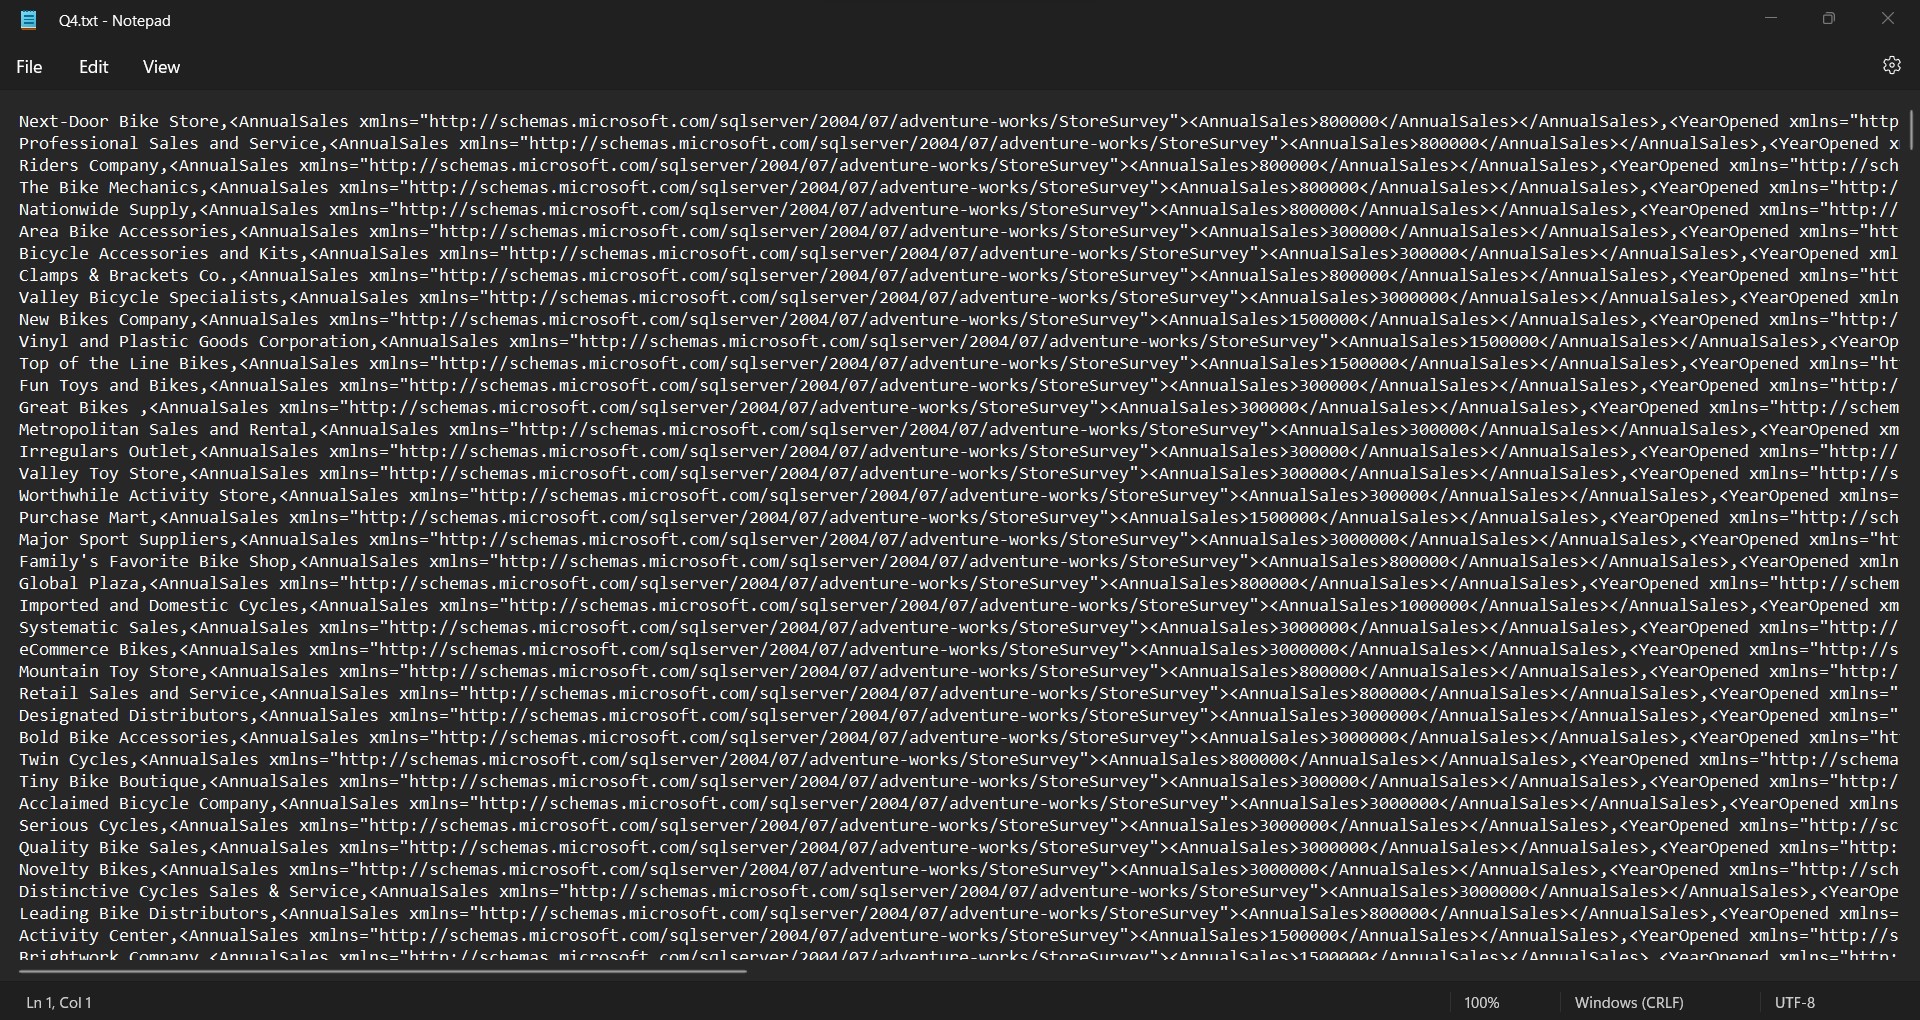 Q4.txt - Notepad
File Edit View
Next-Door Bike Store,<AnnualSales xmlns="http://schemas.microsoft.com/sqlserver/2004/07/adventure-works/StoreSurvey"><AnnualSales>800000</AnnualSales></AnnualSales>,<YearOpened xmlns="http
Professional Sales and Service,<AnnualSales xmlns="http://schemas.microsoft.com/sqlserver/2004/07/adventure-works/StoreSurvey"><AnnualSales>800000</AnnualSales></AnnualSales>,<YearOpened x
Riders Company,<AnnualSales xmlns="http://schemas.microsoft.com/sqlserver/2004/07/adventure-works/StoreSurvey"><AnnualSales>800000</AnnualSales></AnnualSales>,<YearOpened xmlns="http://sch
The Bike Mechanics,<AnnualSales xmlns="http://schemas.microsoft.com/sqlserver/2004/07/adventure-works/StoreSurvey"><AnnualSales>800000</AnnualSales></AnnualSales>,<YearOpened xmlns="http:/
Nationwide Supply,<AnnualSales xmlns="http://schemas.microsoft.com/sqlserver/2004/07/adventure-works/StoreSurvey"><AnnualSales>800000</AnnualSales></AnnualSales>,<YearOpened xmlns="http://
Area Bike Accessories,<AnnualSales xmlns="http://schemas.microsoft.com/sqlserver/2004/07/adventure-works/StoreSurvey"><AnnualSales>300000</AnnualSales></AnnualSales>,<YearOpened xmlns="htt
Bicycle Accessories and Kits,<AnnualSales xmlns="http://schemas.microsoft.com/sqlserver/2004/07/adventure-works/StoreSurvey"><AnnualSales>300000</AnnualSales></AnnualSales>,<YearOpened xml
Clamps & Brackets Co.,<AnnualSales xmlns="http://schemas.microsoft.com/sqlserver/2004/07/adventure-works/StoreSurvey"><AnnualSales>800000</AnnualSales></AnnualSales>,<YearOpened xmlns="htt
Valley Bicycle Specialists,<AnnualSales xmlns="http://schemas.microsoft.com/sqlserver/2004/07/adventure-works/StoreSurvey"><AnnualSales>3000000</AnnualSales></AnnualSales>,<YearOpened xmln
New Bikes Company,<AnnualSales xmlns="http://schemas.microsoft.com/sqlserver/2004/07/adventure-works/StoreSurvey"><AnnualSales>1500000</AnnualSales></AnnualSales>,<YearOpened xmlns="http:/
Vinyl and Plastic Goods Corporation,<AnnualSales xmlns="http://schemas.microsoft.com/sqlserver/2004/07/adventure-works/StoreSurvey"><AnnualSales>1500000</AnnualSales></AnnualSales>,<YearOp
Top of the Line Bikes,<AnnualSales xmlns="http://schemas.microsoft.com/sqlserver/2004/07/adventure-works/StoreSurvey"><AnnualSales>1500000</AnnualSales></AnnualSales>,<YearOpened xmlns="ht
Fun Toys and Bikes,<AnnualSales xmlns="http://schemas.microsoft.com/sqlserver/2004/07/adventure-works/StoreSurvey"><AnnualSales>300000</AnnualSales></AnnualSales>,<YearOpened xmlns="http:/
Great Bikes ,<AnnualSales xmlns="http://schemas.microsoft.com/sqlserver/2004/07/adventure-works/StoreSurvey"><AnnualSales>300000</AnnualSales></AnnualSales>,<YearOpened xmlns="http://schem
Metropolitan Sales and Rental,<AnnualSales xmlns="http://schemas.microsoft.com/sqlserver/2004/07/adventure-works/StoreSurvey"><AnnualSales>300000</AnnualSales></AnnualSales>,<YearOpened xm
Irregulars Outlet,<AnnualSales xmlns="http://schemas.microsoft.com/sqlserver/2004/07/adventure-works/StoreSurvey"><AnnualSales>300000</AnnualSales></AnnualSales>,<YearOpened xmlns="http://
Valley Toy Store,<AnnualSales xmlns="http://schemas.microsoft.com/sqlserver/2004/07/adventure-works/StoreSurvey"><AnnualSales>300000</AnnualSales></AnnualSales>,<YearOpened xmlns="http://s
Worthwhile Activity Store,<AnnualSales xmlns="http://schemas.microsoft.com/sqlserver/2004/07/adventure-works/StoreSurvey"><AnnualSales>300000</AnnualSales></AnnualSales>,<YearOpened xmlns=
Purchase Mart,<AnnualSales xmlns="http://schemas.microsoft.com/sqlserver/2004/07/adventure-works/StoreSurvey"><AnnualSales>1500000</AnnualSales></AnnualSales>,<YearOpened xmlns="http://sch
Major Sport Suppliers,<AnnualSales xmlns="http://schemas.microsoft.com/sqlserver/2004/07/adventure-works/StoreSurvey"><AnnualSales>3000000</AnnualSales></AnnualSales>,<YearOpened xmlns="ht
Family's Favorite Bike Shop,<AnnualSales xmlns="http://schemas.microsoft.com/sqlserver/2004/07/adventure-works/StoreSurvey"><AnnualSales>800000</AnnualSales></AnnualSales>,<YearOpened xmln
Global Plaza,<AnnualSales xmlns="http://schemas.microsoft.com/sqlserver/2004/07/adventure-works/StoreSurvey"><AnnualSales>800000</AnnualSales></AnnualSales>,<YearOpened xmlns="http://schem
Imported and Domestic Cycles,<AnnualSales xmlns="http://schemas.microsoft.com/sqlserver/2004/07/adventure-works/StoreSurvey"><AnnualSales>1000000</AnnualSales></AnnualSales>,<YearOpened xm
Systematic Sales,<AnnualSales xmlns="http://schemas.microsoft.com/sqlserver/2004/07/adventure-works/StoreSurvey"><AnnualSales>3000000</AnnualSales></AnnualSales>,<YearOpened xmlns="http://
eCommerce Bikes,<AnnualSales xmlns="http://schemas.microsoft.com/sqlserver/2004/07/adventure-works/StoreSurvey"><AnnualSales>3000000</AnnualSales></AnnualSales>,<YearOpened xmlns="http://s
Mountain Toy Store,<AnnualSales xmlns="http://schemas.microsoft.com/sqlserver/2004/07/adventure-works/StoreSurvey"><AnnualSales>800000</AnnualSales></AnnualSales>,<YearOpened xmlns="http:/
Retail Sales and Service,<AnnualSales xmlns="http://schemas.microsoft.com/sqlserver/2004/07/adventure-works/StoreSurvey"><AnnualSales>800000</AnnualSales></AnnualSales>,<YearOpened xmlns="
Designated Distributors,<AnnualSales xmlns="http://schemas.microsoft.com/sqlserver/2004/07/adventure-works/StoreSurvey"><AnnualSales>3000000</AnnualSales></AnnualSales>,<YearOpened xmlns="
Bold Bike Accessories,<AnnualSales xmlns="http://schemas.microsoft.com/sqlserver/2004/07/adventure-works/StoreSurvey"><AnnualSales>3000000</AnnualSales></AnnualSales>,<YearOpened xmlns="ht
Twin Cycles,<AnnualSales xmlns="http://schemas.microsoft.com/sqlserver/2004/07/adventure-works/StoreSurvey"><AnnualSales>800000</AnnualSales></AnnualSales>,<YearOpened xmlns="http://schema
Tiny Bike Boutique,<AnnualSales xmlns="http://schemas.microsoft.com/sqlserver/2004/07/adventure-works/StoreSurvey"><AnnualSales>300000</AnnualSales></AnnualSales>,<YearOpened xmlns="http:/
Acclaimed Bicycle Company,<AnnualSales xmlns="http://schemas.microsoft.com/sqlserver/2004/07/adventure-works/StoreSurvey"><AnnualSales>3000000</AnnualSales></AnnualSales>,<YearOpened xmlns
Serious Cycles,<AnnualSales xmlns="http://schemas.microsoft.com/sqlserver/2004/07/adventure-works/StoreSurvey"><AnnualSales>3000000</AnnualSales></AnnualSales>,<YearOpened xmlns="http://sc
Quality Bike Sales,<AnnualSales xmlns="http://schemas.microsoft.com/sqlserver/2004/07/adventure-works/StoreSurvey"><AnnualSales>3000000</AnnualSales></AnnualSales>,<YearOpened xmlns="http:
Novelty Bikes,<AnnualSales xmlns="http://schemas.microsoft.com/sqlserver/2004/07/adventure-works/StoreSurvey"><AnnualSales>3000000</AnnualSales></AnnualSales>,<YearOpened xmlns="http://sch
Distinctive Cycles Sales & Service,<AnnualSales xmlns="http://schemas.microsoft.com/sqlserver/2004/07/adventure-works/StoreSurvey"><AnnualSales>3000000</AnnualSales></AnnualSales>,<YearOpe
Leading Bike Distributors,<AnnualSales xmlns="http://schemas.microsoft.com/sqlserver/2004/07/adventure-works/StoreSurvey"><AnnualSales>800000</AnnualSales></AnnualSales>,<YearOpened xmlns=
Activity Center,<AnnualSales xmlns="http://schemas.microsoft.com/sqlserver/2004/07/adventure-works/StoreSurvey"><AnnualSales>1500000</AnnualSales></AnnualSales>,<YearOpened xmlns="http://s
Brightwork Company,<AnnualSales xmlns="http://schemas.microsoft.com/sqlserver/2004/07/adventure-works/StoreSurvey"><AnnualSales>1500000</AnnualSales></AnnualSales>,<YearOpened xmlns="http:
Ln 1, Col 1 100% Windows (CRLF) UTF-8